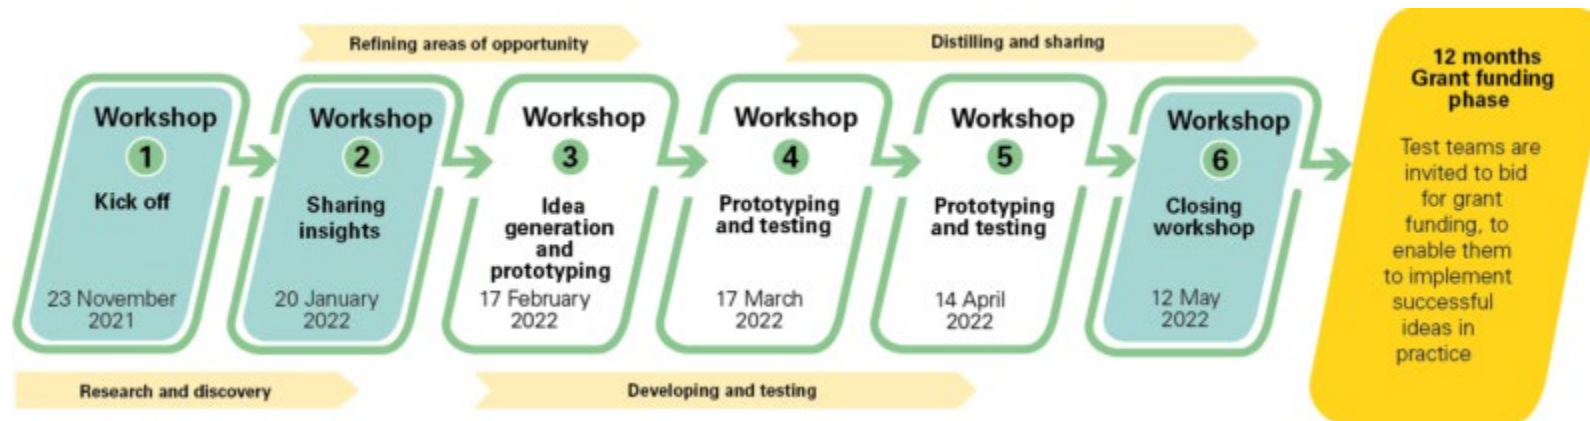 Refining areas of opportunity
Distilling and sharing
Workshop
1
Kick off
23 November
2021
Workshop
2
Sharing
insights
20 January
2022
Workshop
3
Idea
generation
and
prototyping
17 February
2022
Workshop
4
Prototyping
and testing
17 March
2022
Workshop
5
Prototyping
and testing
14 April
2022
Workshop
6
Closing
workshop
12 May
2022
12 months
Grant funding
phase
Test teams are
invited to bid
for grant
funding, to
enable them
to implement
successful
ideas in
practice
Research and discovery
Developing and testing